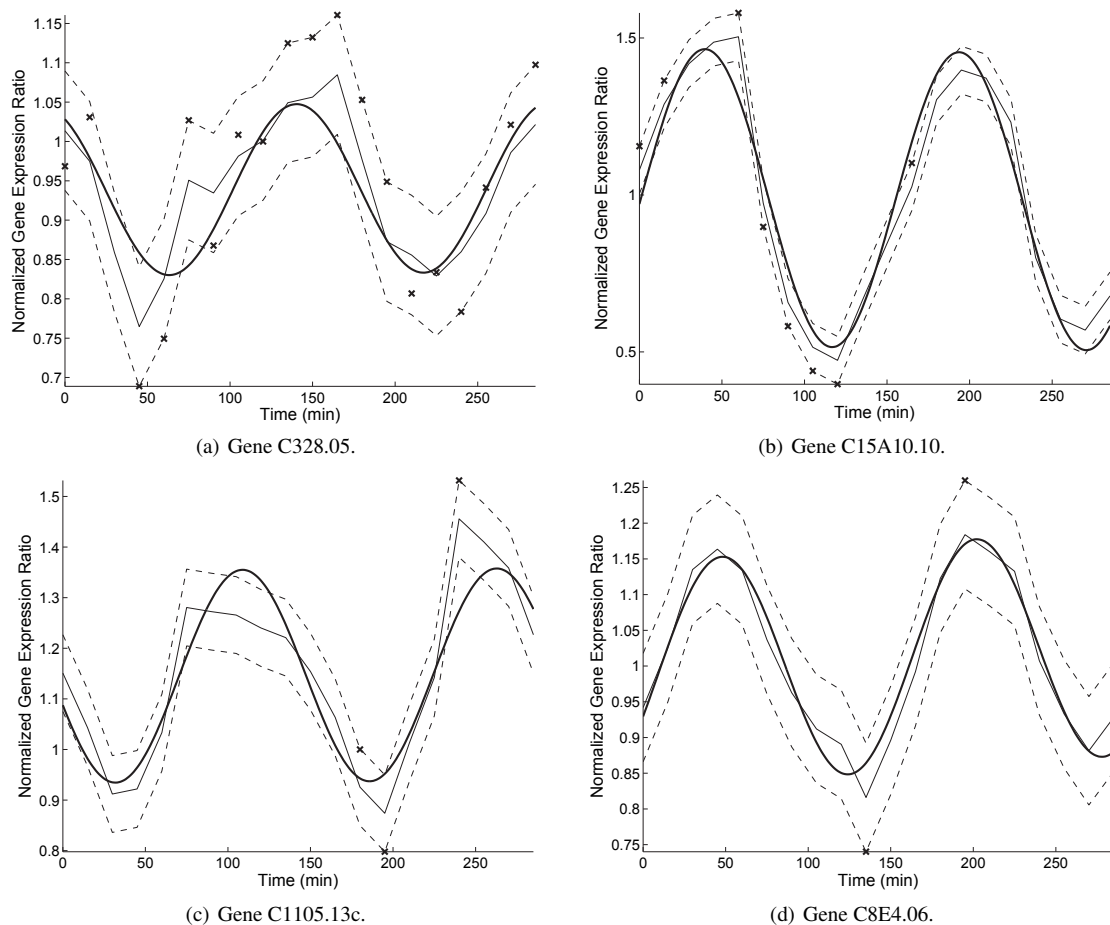 1.15
1.1
1.05
1
0.95
0.9
0.85
0.8
0.75
0.7
Normalized Gene Expression Ratio
0 50 100 150 200 250
Time (min)
(a) Gene C328.05.
1.5
1
0.5
Normalized Gene Expression Ratio
0 50 100 150 200 250
Time (min)
(b) Gene C15A10.10.
1.5
1.4
1.3
1.2
1.1
1
0.9
0.8
Normalized Gene Expression Ratio
0 50 100 150 200 250
Time (min)
(c) Gene C1105.13c.
1.25
1.2
1.15
1.1
1.05
1
0.95
0.9
0.85
0.8
0.75
Normalized Gene Expression Ratio
0 50 100 150 200 250
Time (min)
(d) Gene C8E4.06.